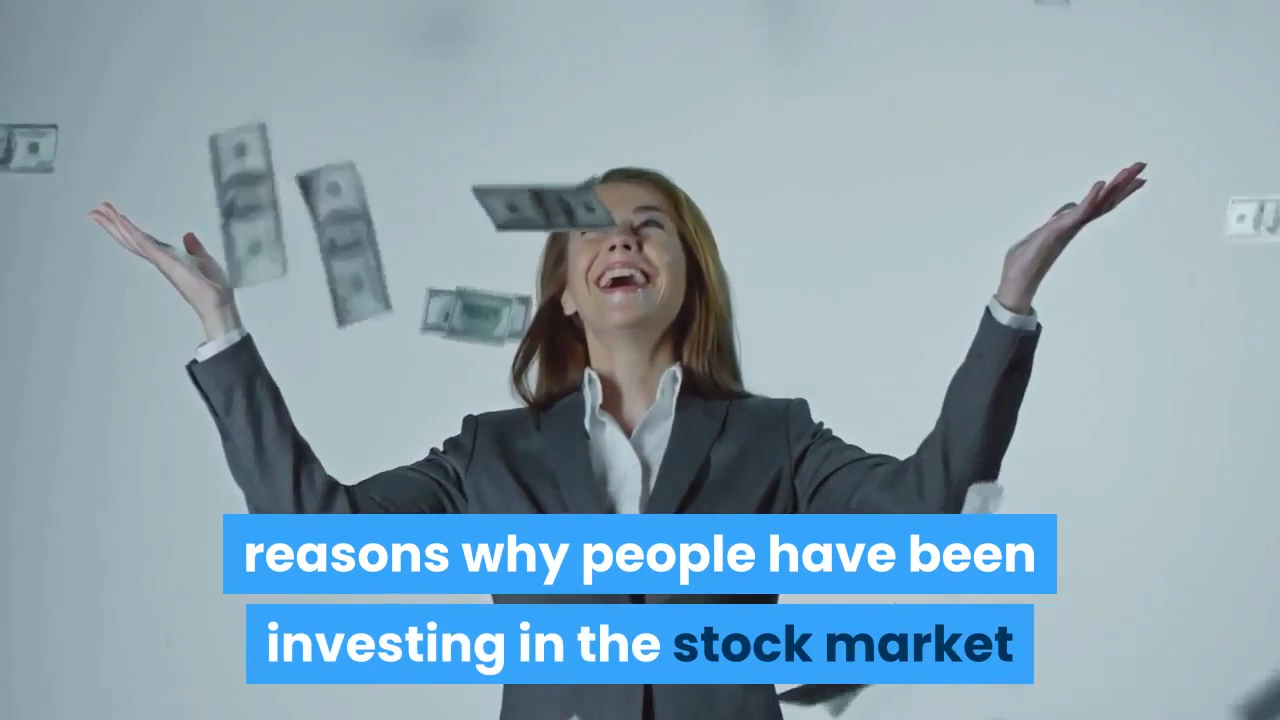 reasons why people have been
investing in the stock market